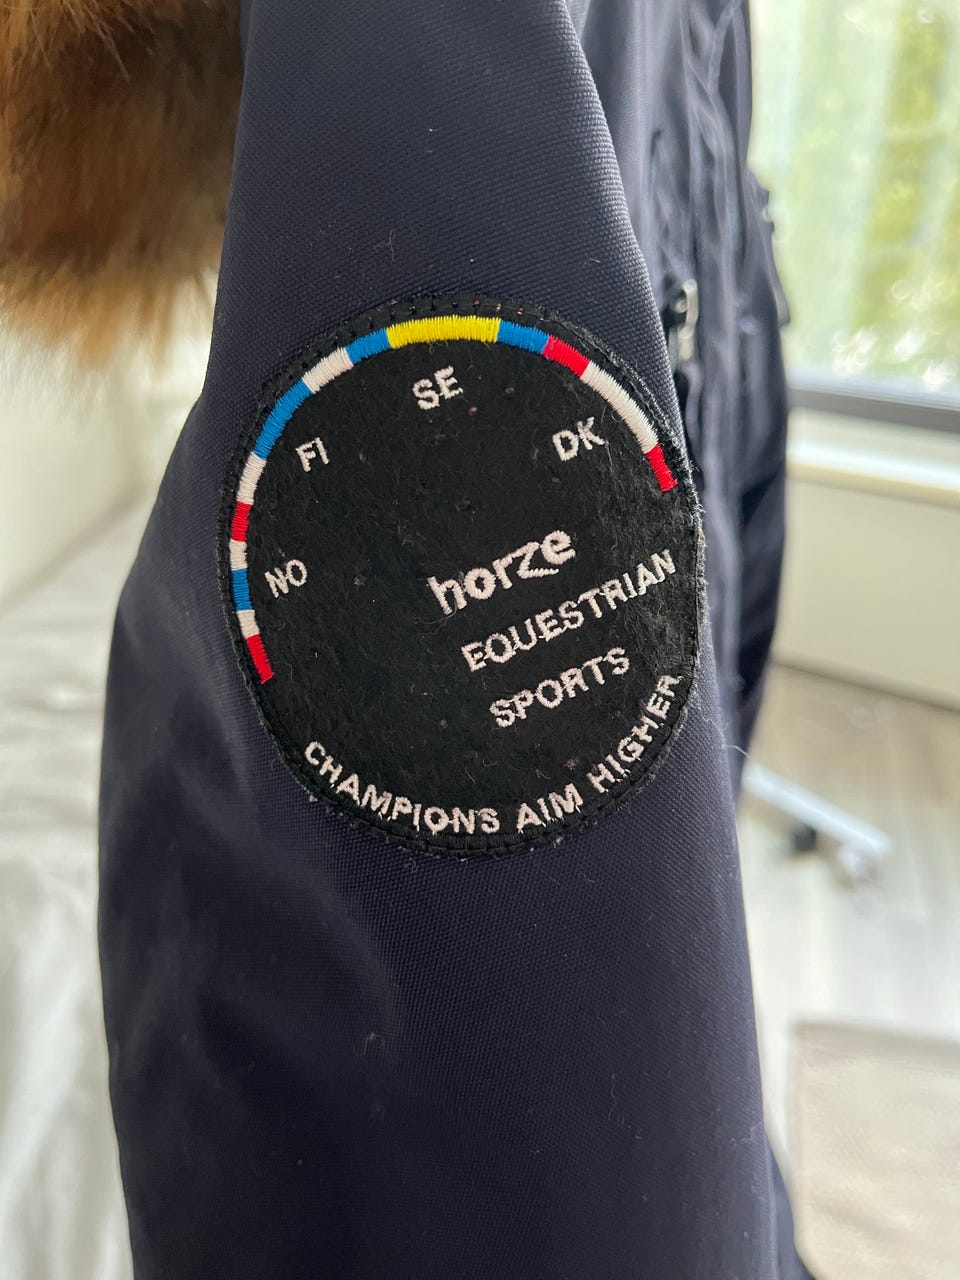 SE
FI
DK
NO
horze
EQUESTRIAN
SPORTS
CHAMPIONS AIM HIGHER